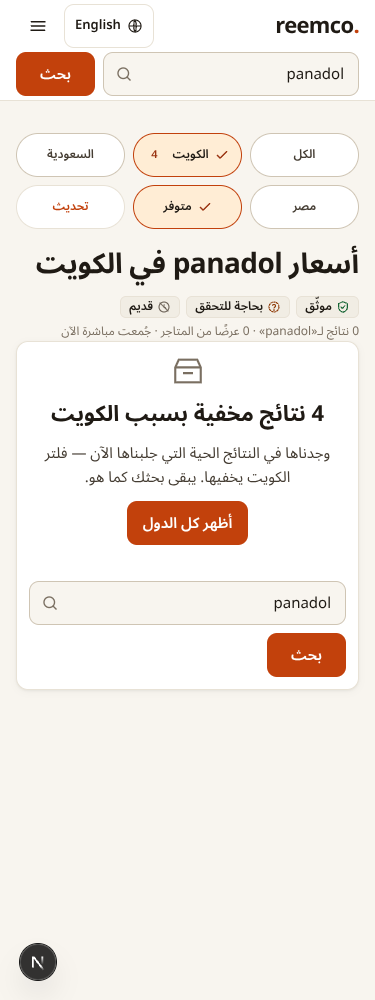 reemco.
English
panadol
بحث
الكل
الكويت 4
السعودية
مصر
متوفر
تحديث
أسعار panadol في الكويت
موثّق
بحاجة للتحقق
قديم
0 نتائج لـ«panadol» · 0 عرضًا من المتاجر · جُمعت مباشرة الآن
4 نتائج مخفية بسبب الكويت
وجدناها في النتائج الحية التي جلبناها الآن — فلتر
الكويت يخفيها. يبقى بحثك كما هو.
أظهر كل الدول
panadol
بحث
N